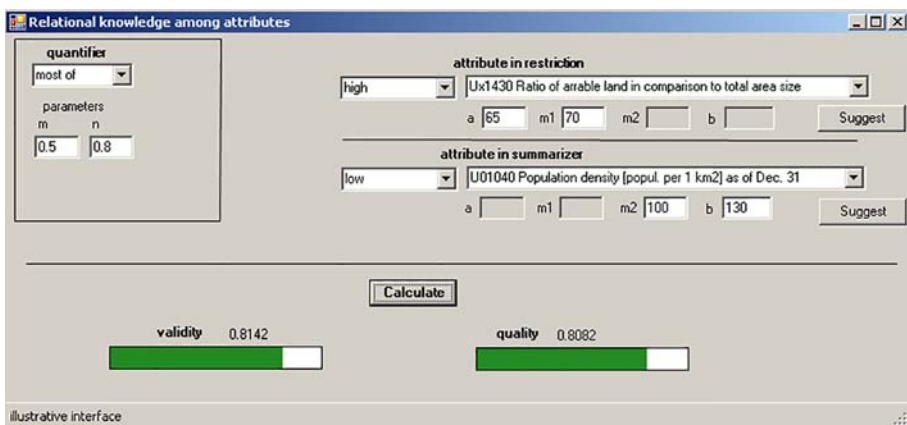 Relational knowledge among attributes
quantifier
most of
parameters
m n
0.5 0.8
attribute in restriction
high Ux1430 Ratio of arrable land in comparison to total area size
a 65 m1 70 m2 b Suggest
attribute in summarizer
low U01040 Population density [popul. per 1 km2] as of Dec. 31
a m1 m2 100 b 130 Suggest
Calculate
validity 0.8142
quality 0.8082
illustrative interface